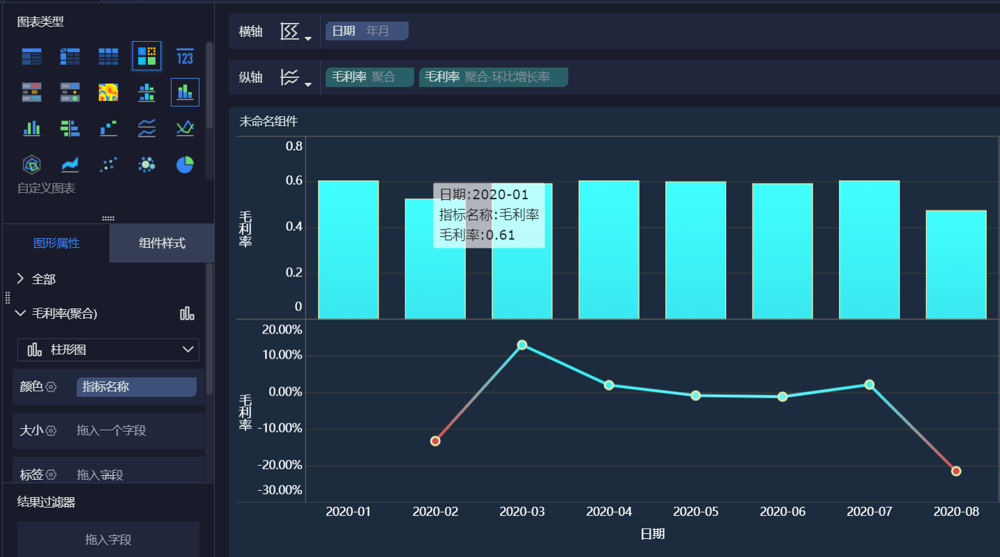 图表类型
123
90
自定义图表
图形属性
组件样式
全部
毛利率(聚合)
柱形图
颜色 指标名称
大小 拖入一个字段
标签 拖入字段
结果过滤器
拖入字段
横轴 日期 年月
纵轴 毛利率 聚合 毛利率 聚合-环比增长率
未命名组件
毛利率
0.8
0.6
0.4
0.2
0
日期:2020-01
指标名称:毛利率
毛利率:0.61
毛利率
20.00%
10.00%
0.00%
-10.00%
-20.00%
-30.00%
2020-01 2020-02 2020-03 2020-04 2020-05 2020-06 2020-07 2020-08
日期